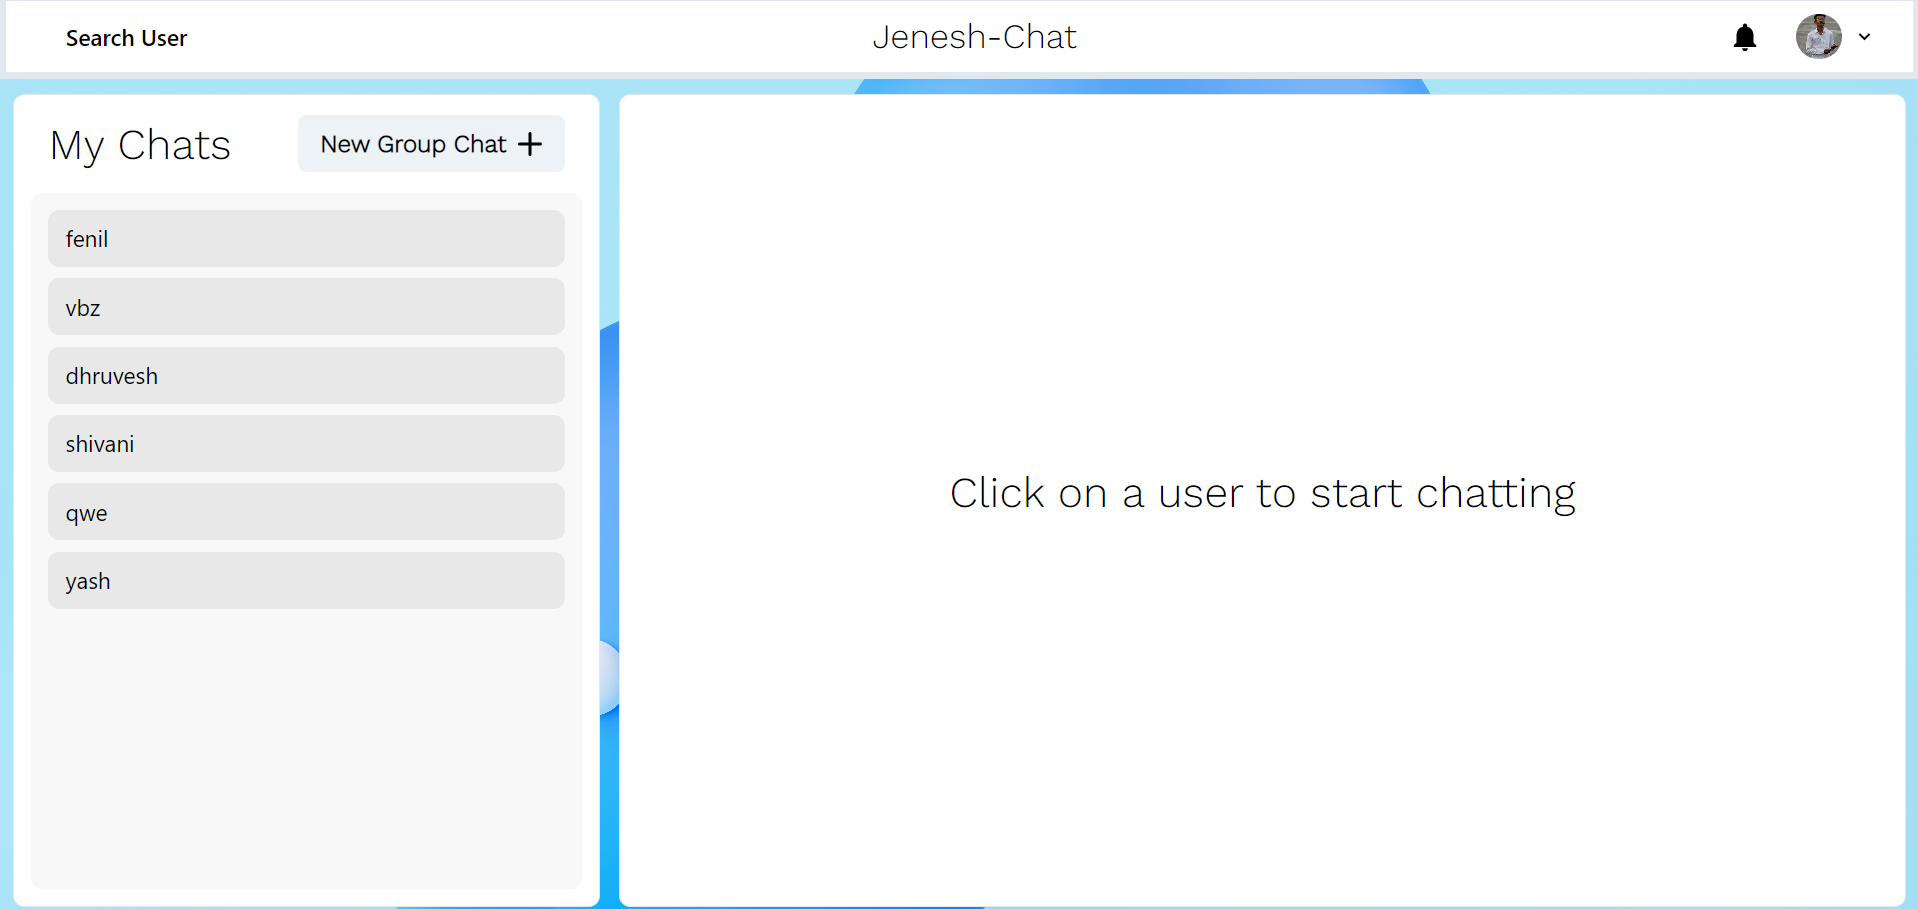 Search User
Jenesh-Chat
My Chats
New Group Chat
fenil
vbz
dhruvesh
shivani
qwe
yash
Click on a user to start chatting